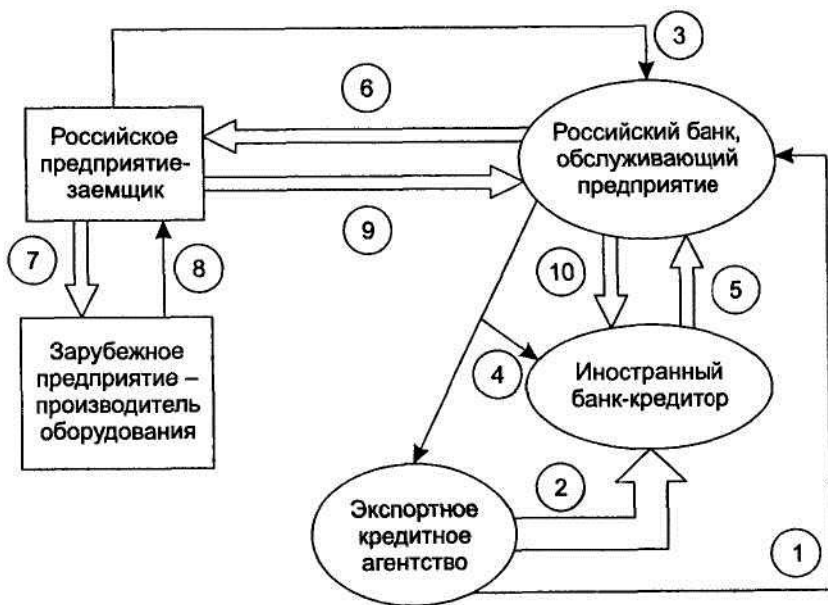 3
6
Российское
предприятие-
заемщик
Российский банк,
обслуживающий
предприятие
9
7
8
10
5
Зарубежное
предприятие –
производитель
оборудования
4
Иностранный
банк-кредитор
2
Экспортное
кредитное
агентство
1